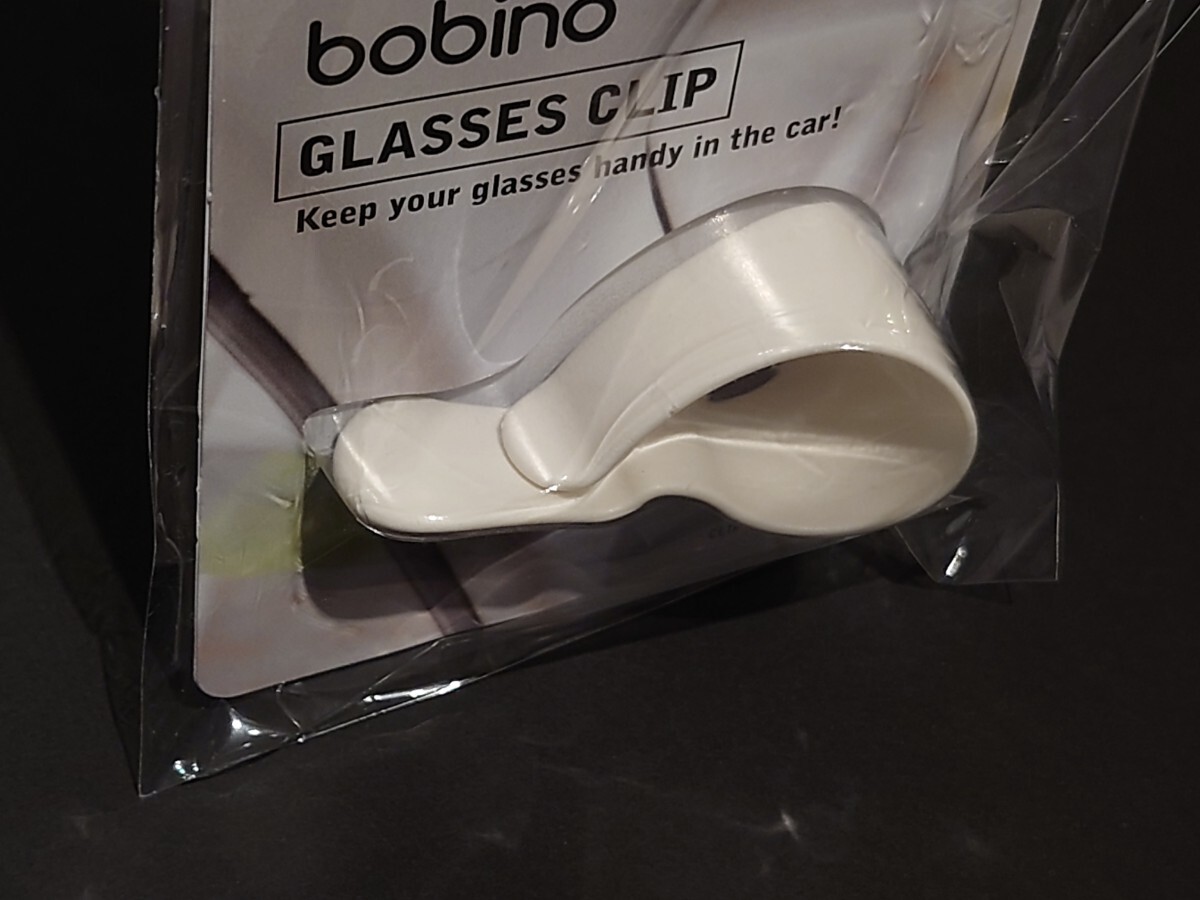 bobino
GLASSES CLIP
Keep your glasses handy in the car!